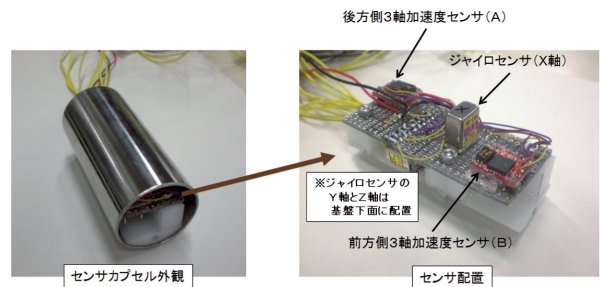 後方側3軸加速度センサ(A)
ジャイロセンサ(X軸)
※ジャイロセンサの
Y軸とZ軸は
基盤下面に配置
前方側3軸加速度センサ(B)
センサカプセル外観
センサ配置